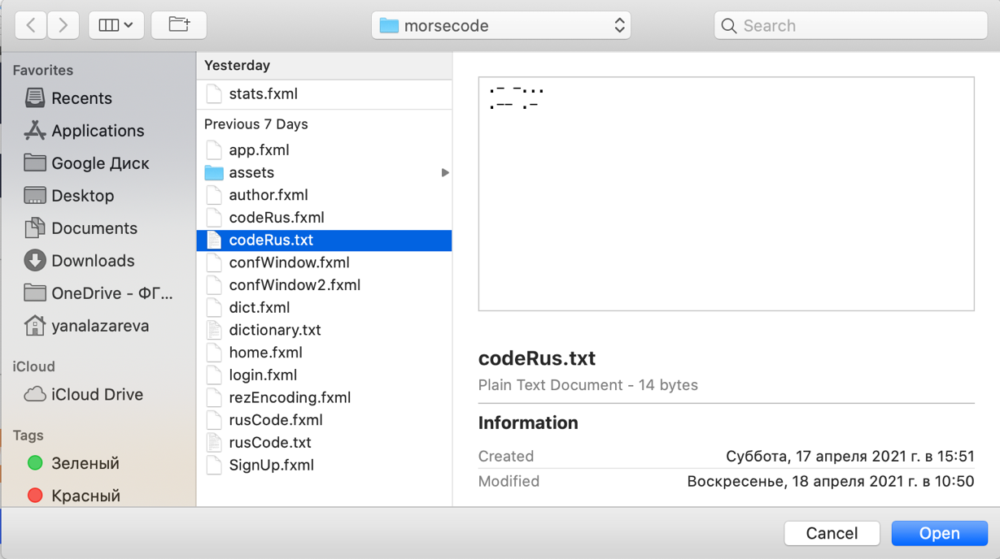 morsecode
Search
Favorites
Recents
Applications
Google Диск
Desktop
Documents
Downloads
OneDrive - ФГ...
yanalazareva
iCloud
iCloud Drive
Tags
Зеленый
Красный
Yesterday
stats.fxml
Previous 7 Days
app.fxml
assets
author.fxml
codeRus.fxml
codeRus.txt
confWindow.fxml
confWindow2.fxml
dict.fxml
dictionary.txt
home.fxml
login.fxml
rezEncoding.fxml
rusCode.fxml
rusCode.txt
SignUp.fxml
.- -...
.-- .-
codeRus.txt
Plain Text Document - 14 bytes
Information
Created Суббота, 17 апреля 2021 г. в 15:51
Modified Воскресенье, 18 апреля 2021 г. в 10:50
Cancel Open